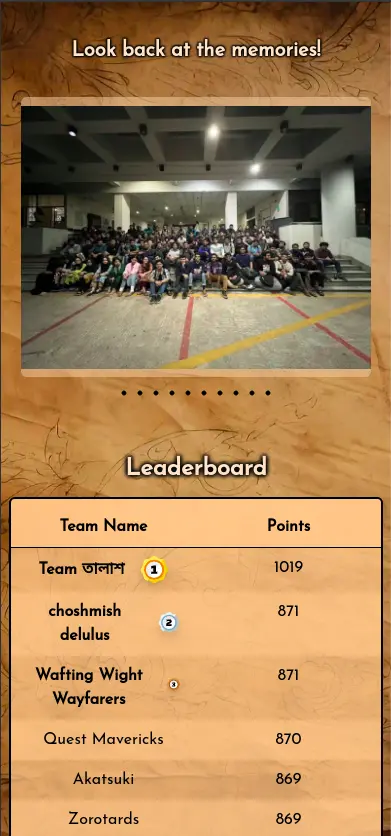 Look back at the memories!
Leaderboard
Team Name Points
Team তালাশ 1 1019
choshmish
delulus 2 871
Wafting Wight
Wayfarers 3 871
Quest Mavericks 870
Akatsuki 869
Zorotards 869